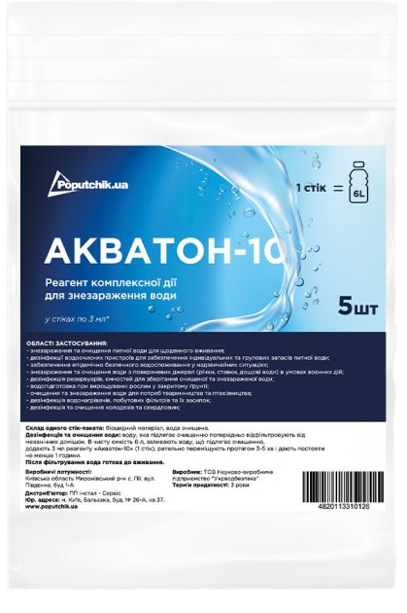 Poputchik.ua
1 стік =
6L
АКВАТОН-10
Реагент комплексної дії
для знезараження води
у стіках по 3 мл*
5шт
ОБЛАСТІ ЗАСТОСУВАННЯ:
- знезараження та очищення питної води для щоденного вживання;
- дезінфекції водоочисних пристроїв для забезпечення індивідуальних та групових запасів питної води;
- забезпечення епідемічно безпечного водоспоживання у надзвичайних ситуаціях;
- знезараження та очищення води з поверхневих джерел (річки, ставок, дощові води) в умовах воєнних дій;
- дезінфекція резервуарів, ємностей для зберігання очищеної та знезараженої води;
- водопідготовка при вирощуванні рослин у закритому ґрунті;
- очищення та знезараження води для потреб тваринництва та птахівництва;
- дезінфекція водонагрівачів, побутових фільтрів та їх засипок;
- дезінфекція та очищення колодязів та свердловин;
Склад одного стік-пакета: біоцидний матеріал, вода очищена.
Дезінфекція та очищення води: воду, яка підлягає очищенню попередньо відфільтровують від
механічних домішок. В чисту ємкість 6 л, заливають воду, що підлягає очищенню,
додають 3 мл реагенту «Акватон-10» (1 стік), ретельно перемішують протягом 3-5 хв і дають постояти
не менше 1 години.
Після фільтрування вода готова до вживання.
Виробничі потужності:
Київська область Миронівський р-н с. Пії. вул.
Південна, буд 1-А
Дистриб'ютор: ПП Інстал - Сервіс
Юр. адреса: м. Київ, Бальзака, буд. № 26-А, кв.37.
www.poputchik.ua
Виробник: ТОВ Науково-виробниче
підприємство "Укрводбезпека"
Термін придатності: 3 роки
4820113310126